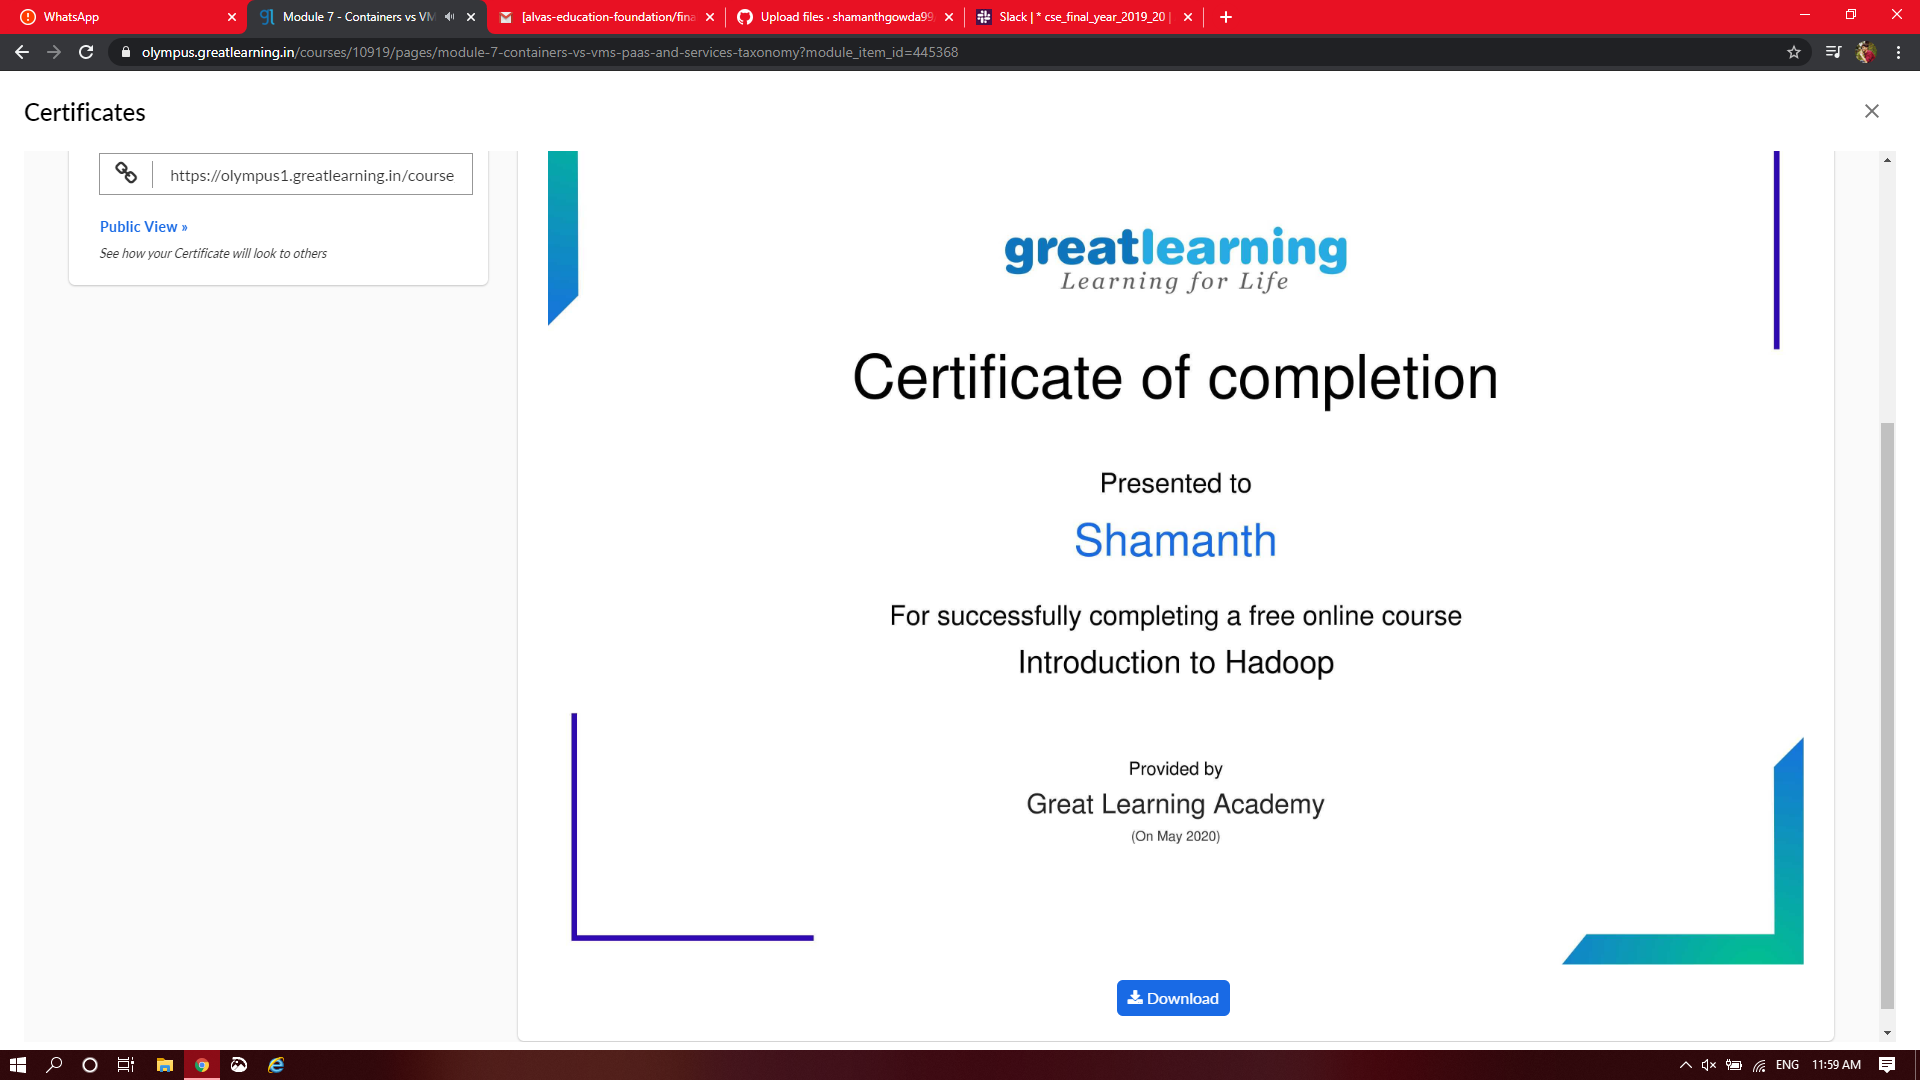 WhatsApp
Module 7 - Containers vs VM
[alvas-education-foundation/fina
Upload files · shamanthgowda99
Slack | * cse_final_year_2019_20 |
olympus.greatlearning.in/courses/10919/pages/module-7-containers-vs-vms-paas-and-services-taxonomy?module_item_id=445368
Certificates
https://olympus1.greatlearning.in/course
Public View »
See how your Certificate will look to others
greatlearning
Learning for Life
Certificate of completion
Presented to
Shamanth
For successfully completing a free online course
Introduction to Hadoop
Provided by
Great Learning Academy
(On May 2020)
Download
ENG
11:59 AM